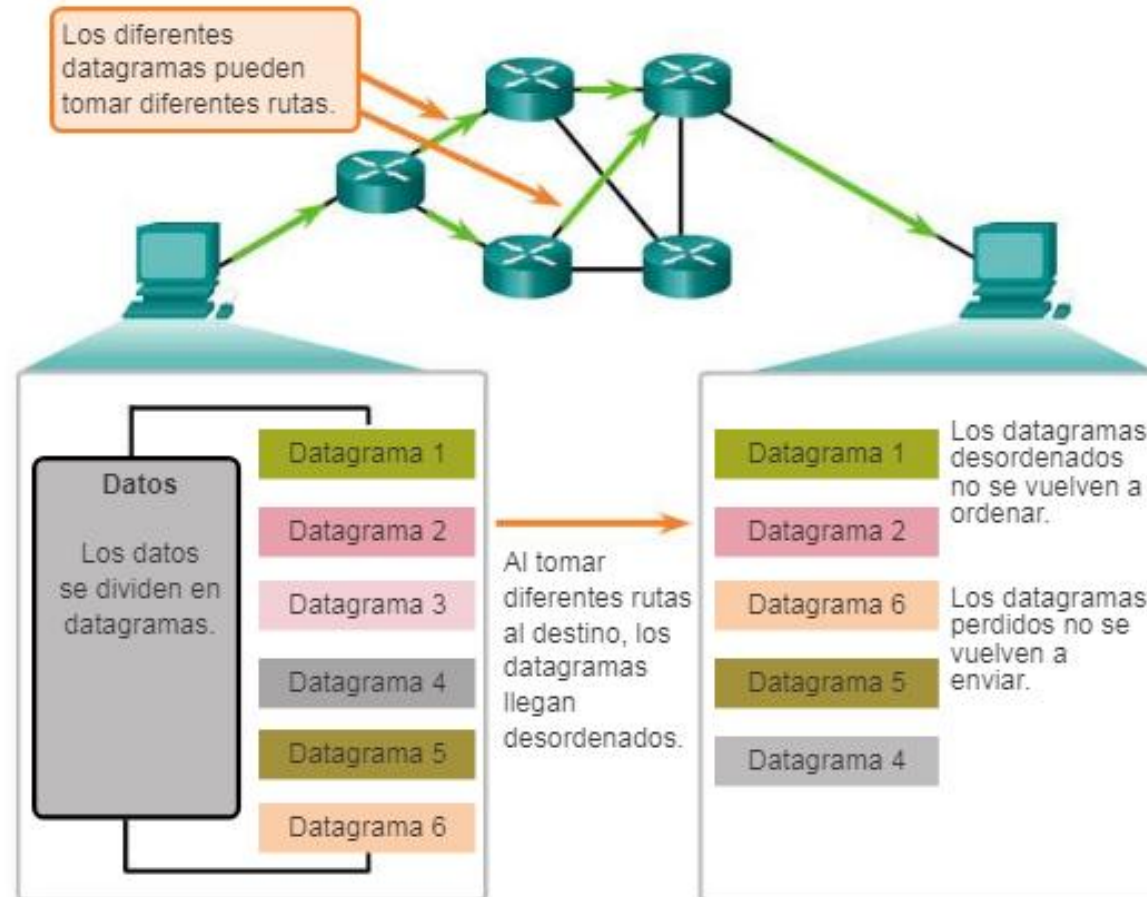 Los diferentes
datagramas pueden
tomar diferentes rutas.
Datos
Los datos
se dividen en
datagramas.
Datagrama 1
Datagrama 2
Datagrama 3
Datagrama 4
Datagrama 5
Datagrama 6
Al tomar
diferentes rutas
al destino, los
datagramas
llegan
desordenados.
Datagrama 1
Datagrama 2
Datagrama 6
Datagrama 5
Datagrama 4
Los datagramas
desordenados
no se vuelven a
ordenar.
Los datagramas
perdidos no se
vuelven a
enviar.